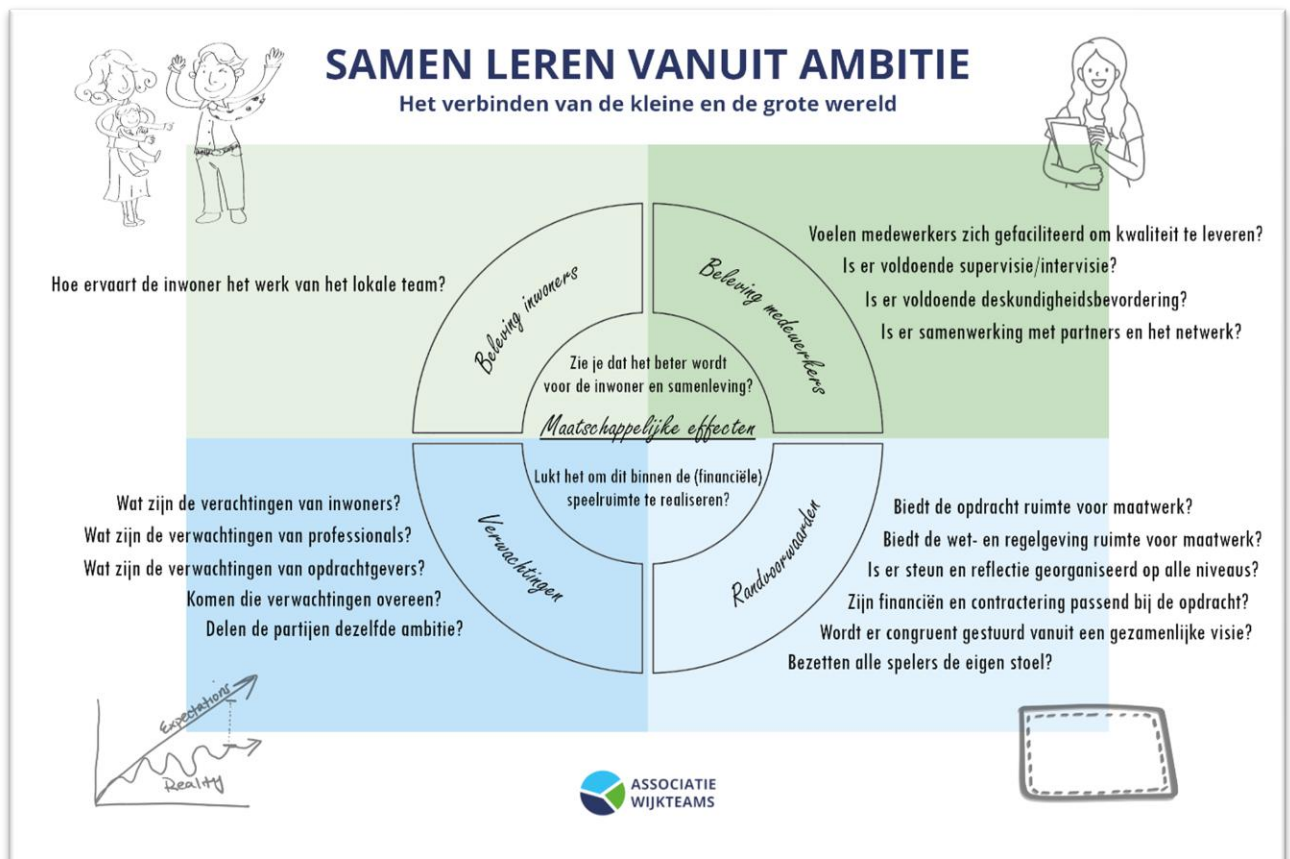 SAMEN LEREN VANUIT AMBITIE
Het verbinden van de kleine en de grote wereld
Hoe ervaart de inwoner het werk van het lokale team?
Beleving inwoners
Beleving medewerkers
Voelen medewerkers zich gefaciliteerd om kwaliteit te leveren?
Is er voldoende supervisie/intervisie?
Is er voldoende deskundigheidsbevordering?
Is er samenwerking met partners en het netwerk?
Zie je dat het beter wordt
voor de inwoner en samenleving?
Maatschappelijke effecten
Lukt het om dit binnen de (financiële)
speelruimte te realiseren?
Wat zijn de verachtingen van inwoners?
Wat zijn de verwachtingen van professionals?
Wat zijn de verwachtingen van opdrachtgevers?
Komen die verwachtingen overeen?
Delen de partijen dezelfde ambitie?
Verwachtingen
Randvoorwaarden
Biedt de opdracht ruimte voor maatwerk?
Biedt de wet- en regelgeving ruimte voor maatwerk?
Is er steun en reflectie georganiseerd op alle niveaus?
Zijn financiën en contractering passend bij de opdracht?
Wordt er congruent gestuurd vanuit een gezamenlijke visie?
Bezetten alle spelers de eigen stoel?
Expectations
Reality
ASSOCIATIE
WIJKTEAMS